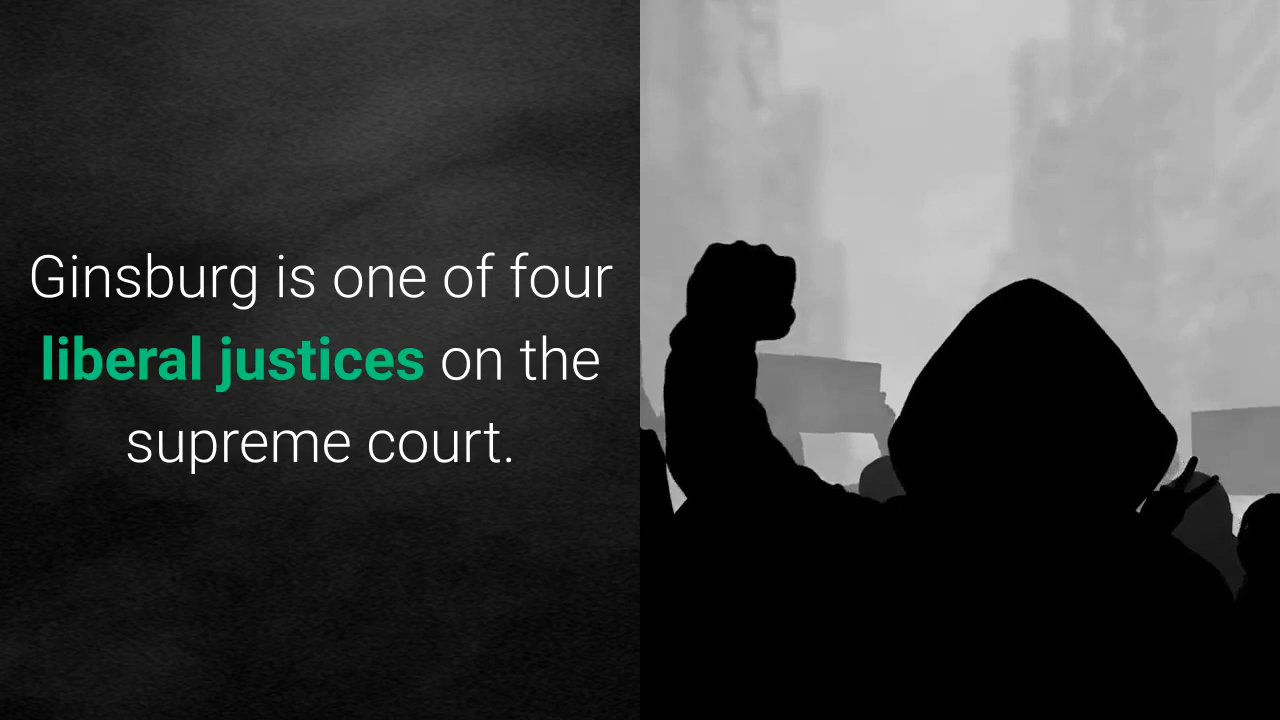 Ginsburg is one of four
liberal justices on the
supreme court.